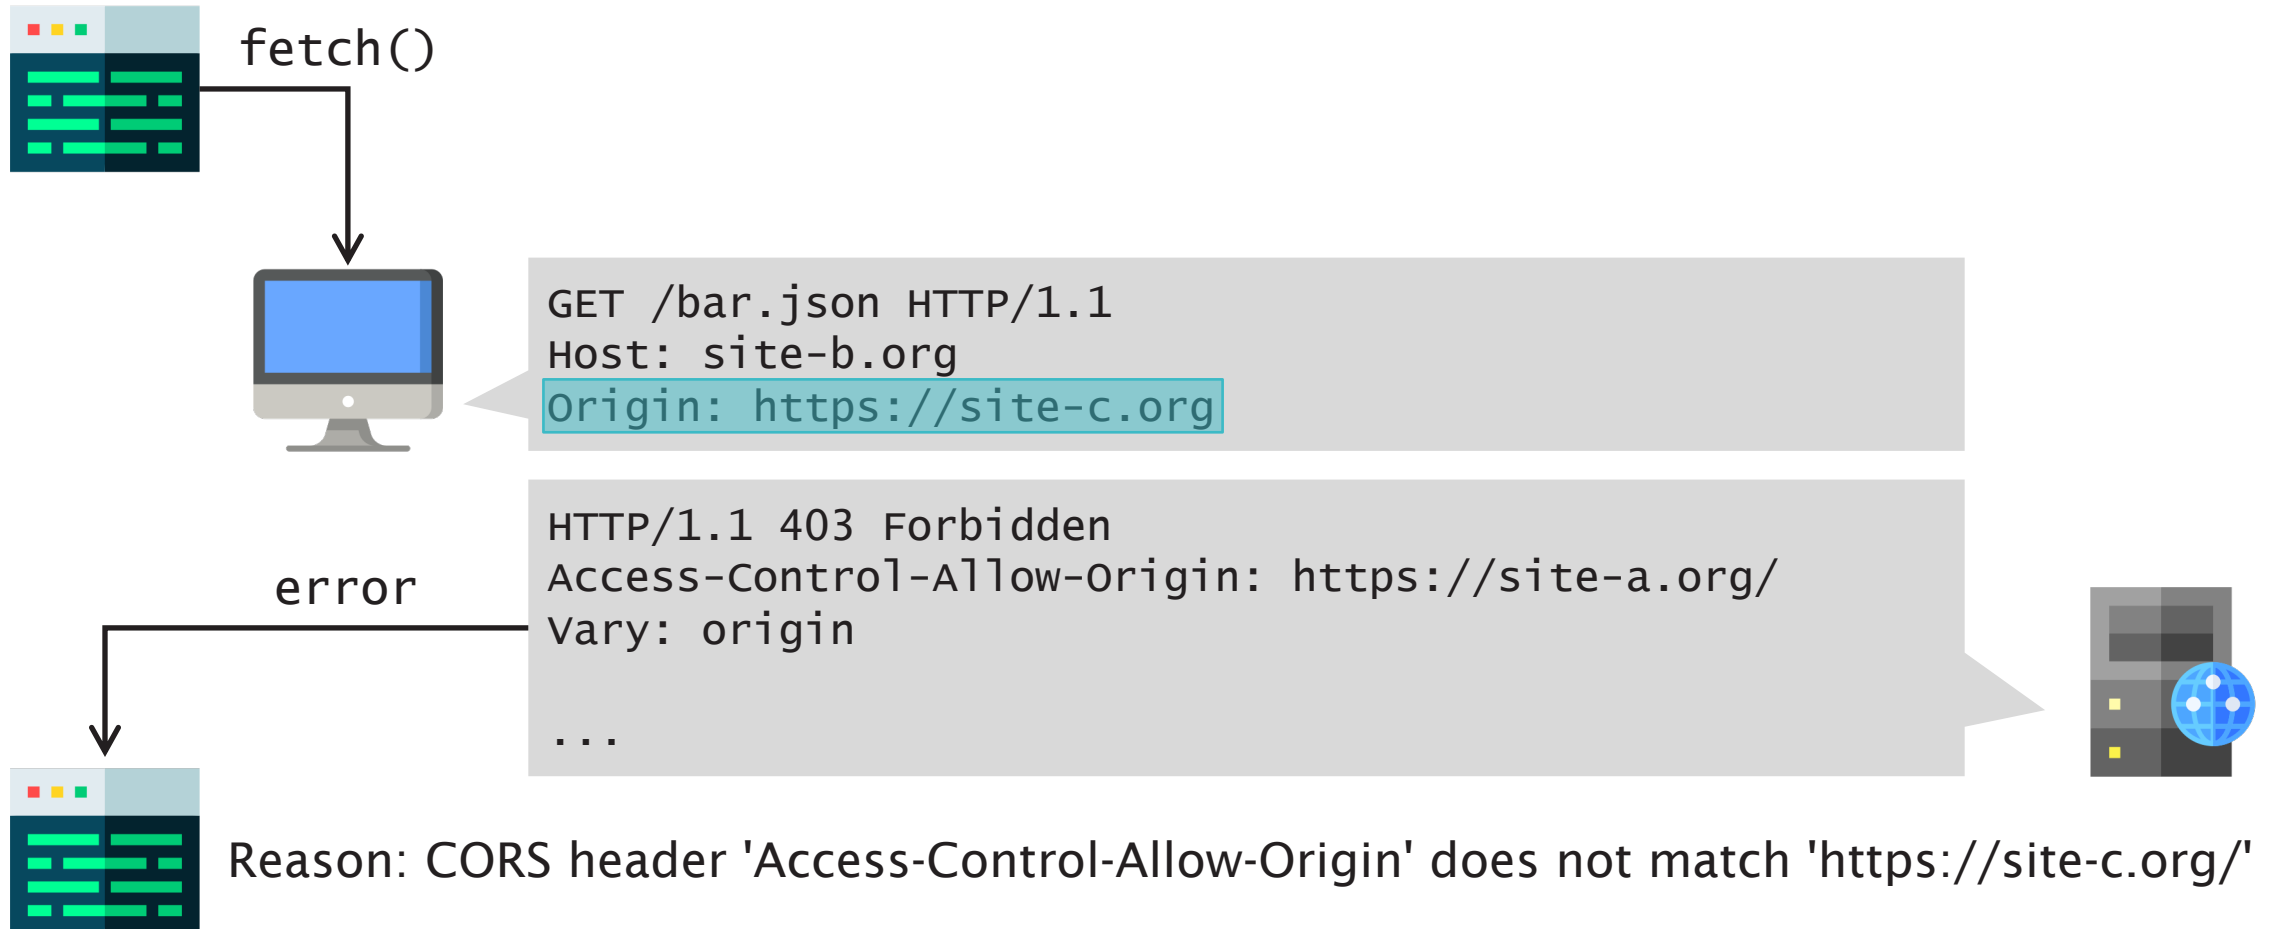 fetch()
GET /bar.json HTTP/1.1
Host: site-b.org
Origin: https://site-c.org
HTTP/1.1 403 Forbidden
Access-Control-Allow-Origin: https://site-a.org/
Vary: origin
...
error
Reason: CORS header 'Access-Control-Allow-Origin' does not match 'https://site-c.org/'